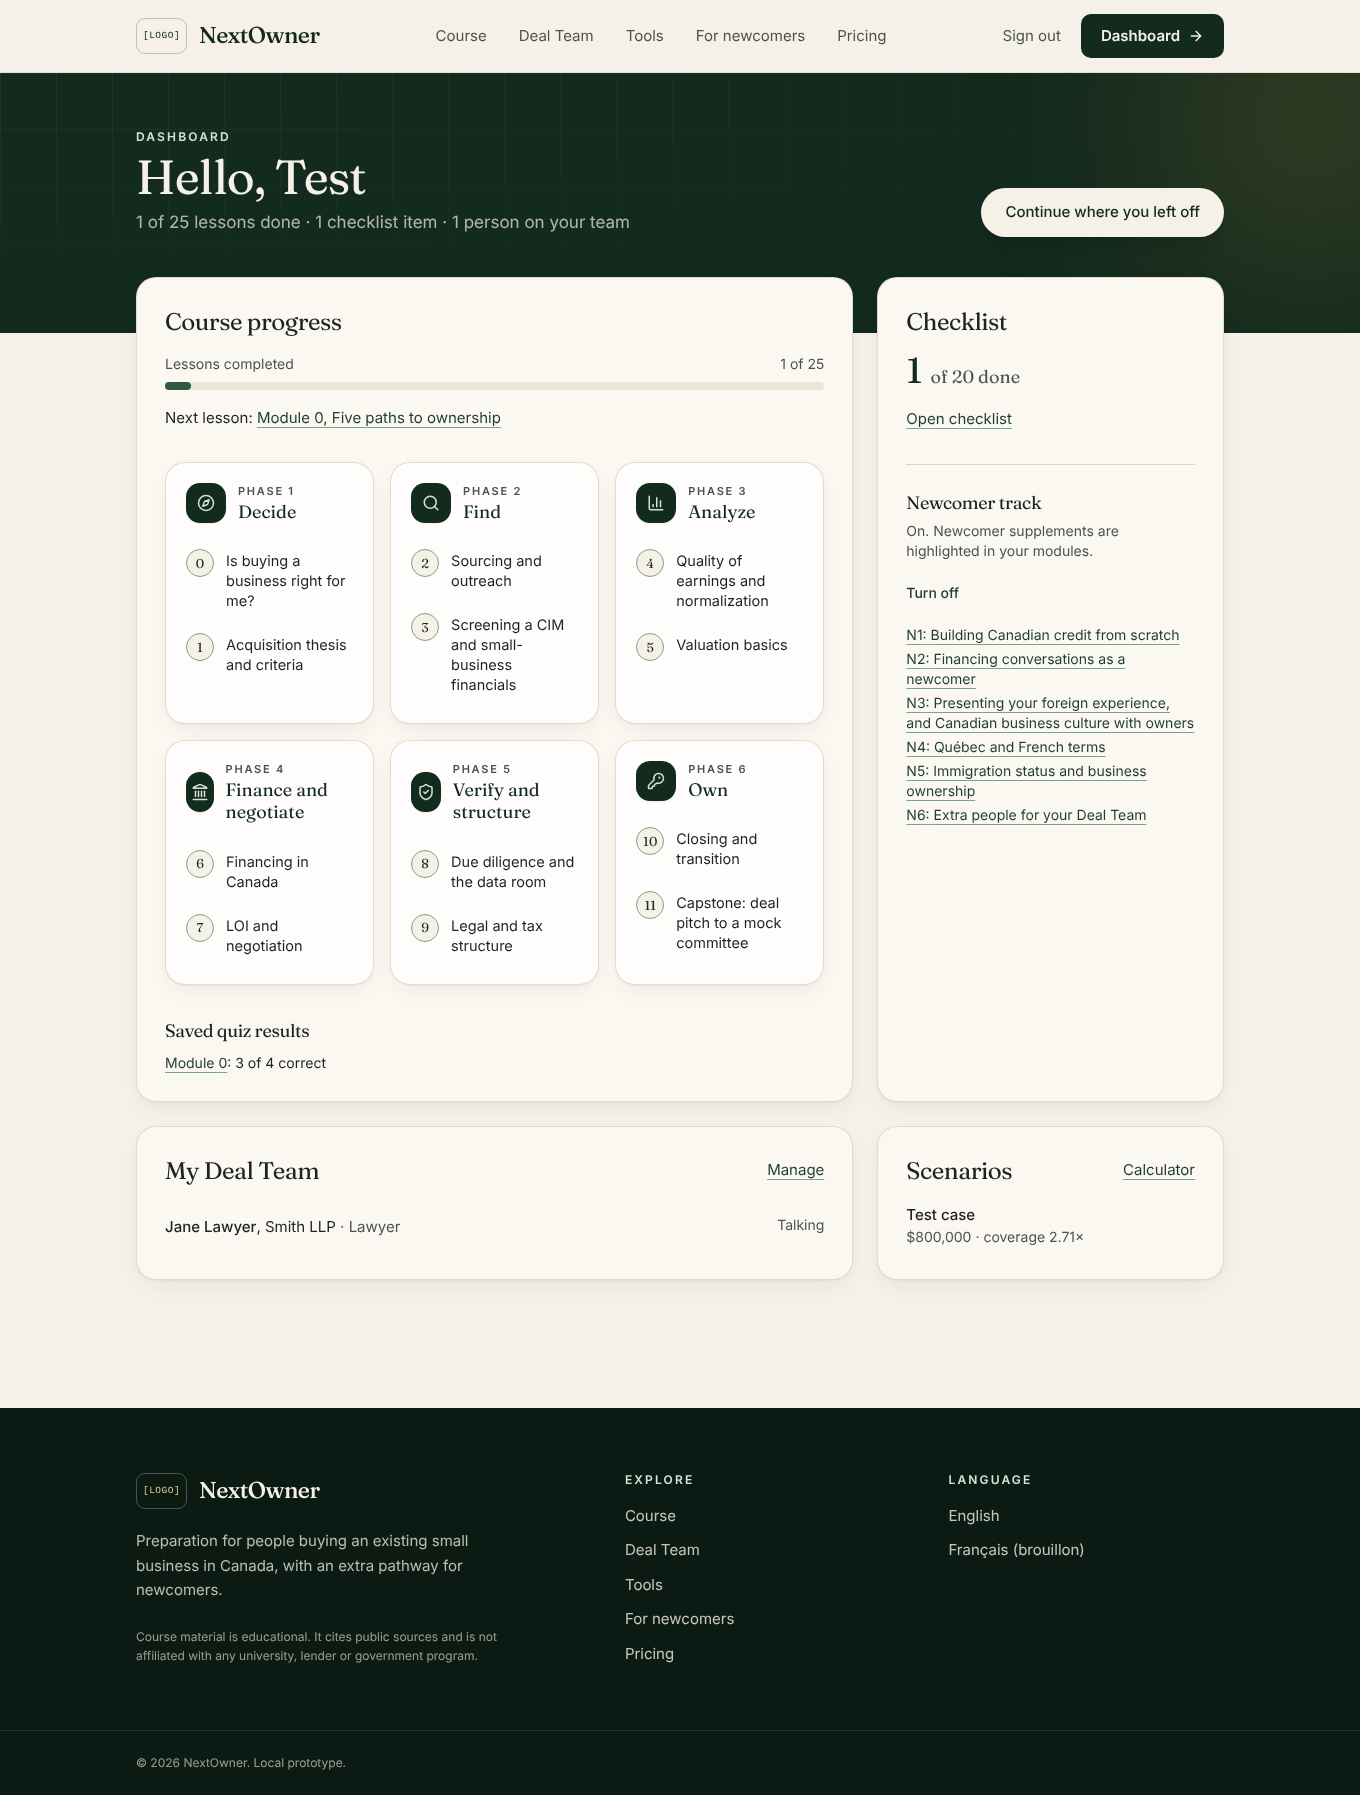 [LOGO] NextOwner Course Deal Team Tools For newcomers Pricing Sign out Dashboard →
DASHBOARD
Hello, Test
1 of 25 lessons done · 1 checklist item · 1 person on your team
Continue where you left off
Course progress
Lessons completed 1 of 25
Next lesson: Module 0, Five paths to ownership
PHASE 1
Decide
0 Is buying a
business right for
me?
1 Acquisition thesis
and criteria
PHASE 2
Find
2 Sourcing and
outreach
3 Screening a CIM
and small-
business
financials
PHASE 3
Analyze
4 Quality of
earnings and
normalization
5 Valuation basics
PHASE 4
Finance and
negotiate
6 Financing in
Canada
7 LOI and
negotiation
PHASE 5
Verify and
structure
8 Due diligence and
the data room
9 Legal and tax
structure
PHASE 6
Own
10 Closing and
transition
11 Capstone: deal
pitch to a mock
committee
Saved quiz results
Module 0: 3 of 4 correct
Checklist
1 of 20 done
Open checklist
Newcomer track
On. Newcomer supplements are
highlighted in your modules.
Turn off
N1: Building Canadian credit from scratch
N2: Financing conversations as a
newcomer
N3: Presenting your foreign experience,
and Canadian business culture with owners
N4: Québec and French terms
N5: Immigration status and business
ownership
N6: Extra people for your Deal Team
My Deal Team Manage
Jane Lawyer, Smith LLP · Lawyer Talking
Scenarios Calculator
Test case
$800,000 · coverage 2.71×
[LOGO] NextOwner
Preparation for people buying an existing small
business in Canada, with an extra pathway for
newcomers.
Course material is educational. It cites public sources and is not
affiliated with any university, lender or government program.
EXPLORE
Course
Deal Team
Tools
For newcomers
Pricing
LANGUAGE
English
Français (brouillon)
© 2026 NextOwner. Local prototype.